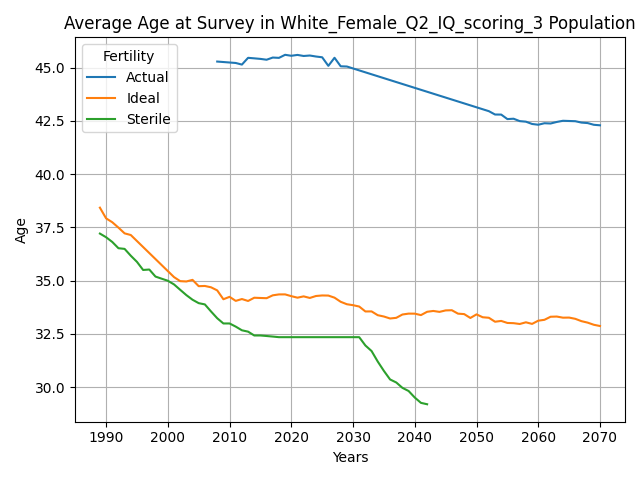 Average Age at Survey in White_Female_Q2_IQ_scoring_3 Population
Fertility
Actual
Ideal
Sterile
45.0
42.5
40.0
37.5
35.0
32.5
30.0
Age
1990 2000 2010 2020 2030 2040 2050 2060 2070
Years